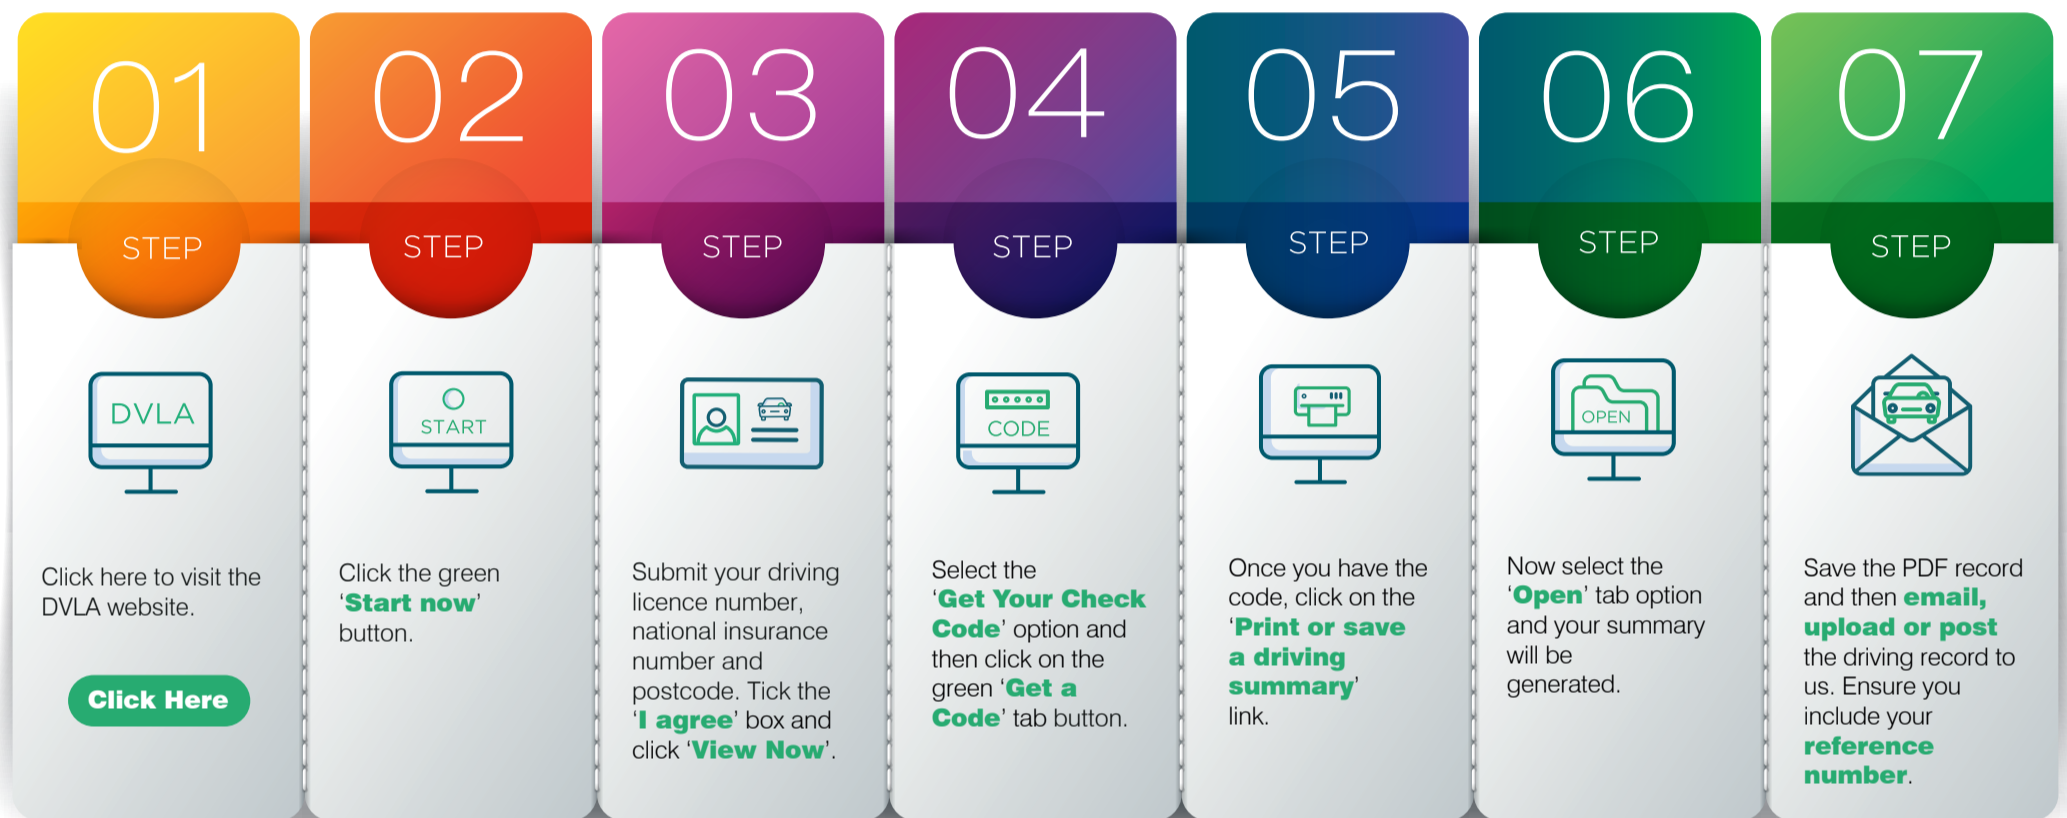 01
STEP
DVLA
Click here to visit the
DVLA website.
Click Here
02
STEP
START
Click the green
‘Start now’
button.
03
STEP
Submit your driving
licence number,
national insurance
number and
postcode. Tick the
‘I agree’ box and
click ‘View Now’.
04
STEP
CODE
Select the
‘Get Your Check
Code’ option and
then click on the
green ‘Get a
Code’ tab button.
05
STEP
Once you have the
code, click on the
‘Print or save
a driving
summary’
link.
06
STEP
OPEN
Now select the
‘Open’ tab option
and your summary
will be
generated.
07
STEP
Save the PDF record
and then email,
upload or post
the driving record to
us. Ensure you
include your
reference
number.